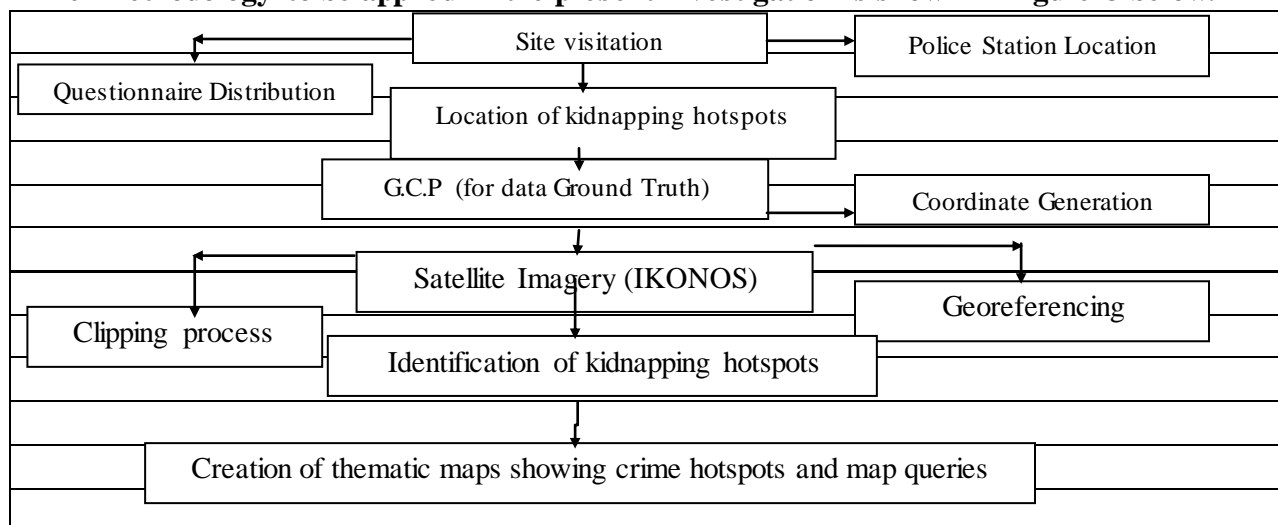 Site visitation
Police Station Location
Questionnaire Distribution
Location of kidnapping hotspots
G.C.P (for data Ground Truth)
Coordinate Generation
Satellite Imagery (IKONOS)
Georeferencing
Clipping process
Identification of kidnapping hotspots
Creation of thematic maps showing crime hotspots and map queries